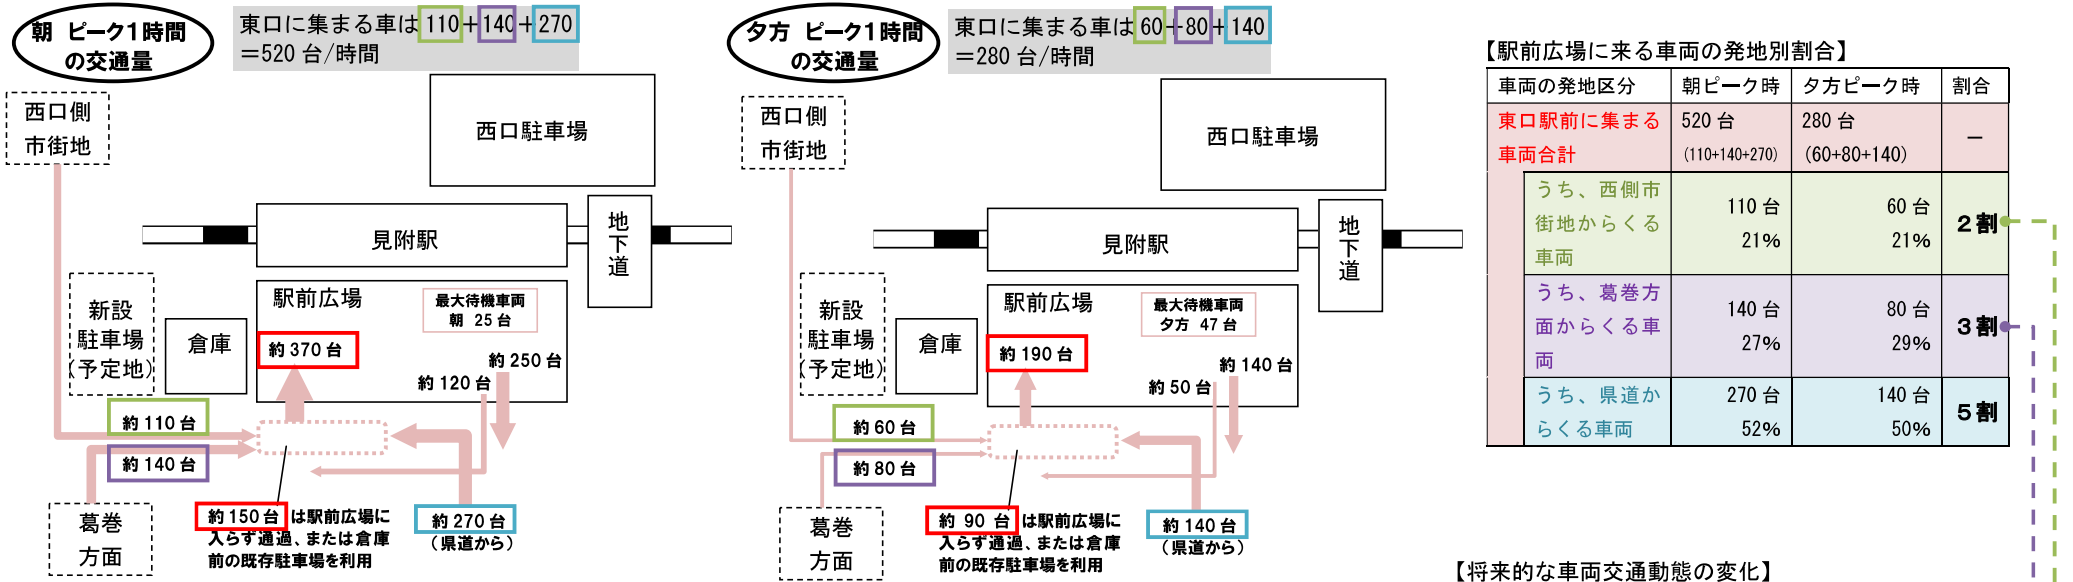 朝 ピーク1時間
の交通量
東口に集まる車は110+140+270
=520 台/時間
西口側
市街地
西口駐車場
見附駅
地下道
新設
駐車場
(予定地)
倉庫
駅前広場
最大待機車両
朝 25 台
約 370 台
約 250 台
約 120 台
約 110 台
約 140 台
葛巻
方面
約 150 台 は駅前広場に
入らず通過、または倉庫
前の既存駐車場を利用
約 270 台
(県道から)
夕方 ピーク1時間
の交通量
東口に集まる車は 60+80+140
=280 台/時間
西口側
市街地
西口駐車場
見附駅
地下道
新設
駐車場
(予定地)
倉庫
駅前広場
最大待機車両
夕方 47 台
約 190 台
約 140 台
約 50 台
約 60 台
約 80 台
葛巻
方面
約 90 台 は駅前広場に
入らず通過、または倉庫
前の既存駐車場を利用
約 140 台
(県道から)
【駅前広場に来る車両の発地別割合】
車両の発地区分 朝ピーク時 夕方ピーク時 割合
東口駅前に集まる 520 台 280 台 ー
車両合計 (110+140+270) (60+80+140)
うち、西側市
街地からくる
車両
110 台
21%
60 台
21%
2割
うち、葛巻方
面からくる車
両
140 台
27%
80 台
29%
3割
うち、県道か
らくる車両
270 台
52%
140 台
50%
5割
【将来的な車両交通動態の変化】